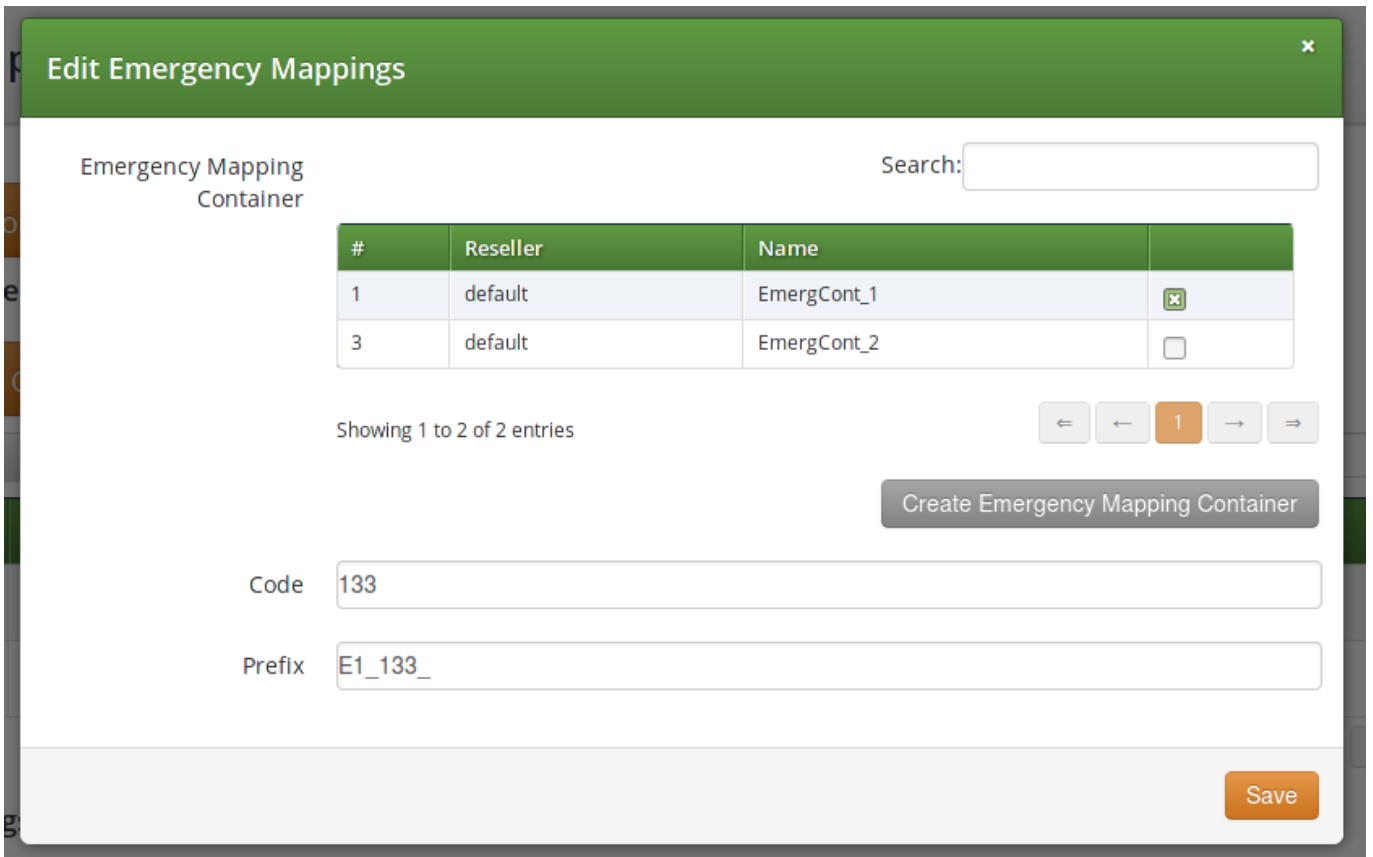 Edit Emergency Mappings
Emergency Mapping
Container
Search:
# Reseller Name
1 default EmergCont_1
3 default EmergCont_2
Showing 1 to 2 of 2 entries
⇐ ← 1 → ⇒
Create Emergency Mapping Container
Code 133
Prefix E1_133_
Save